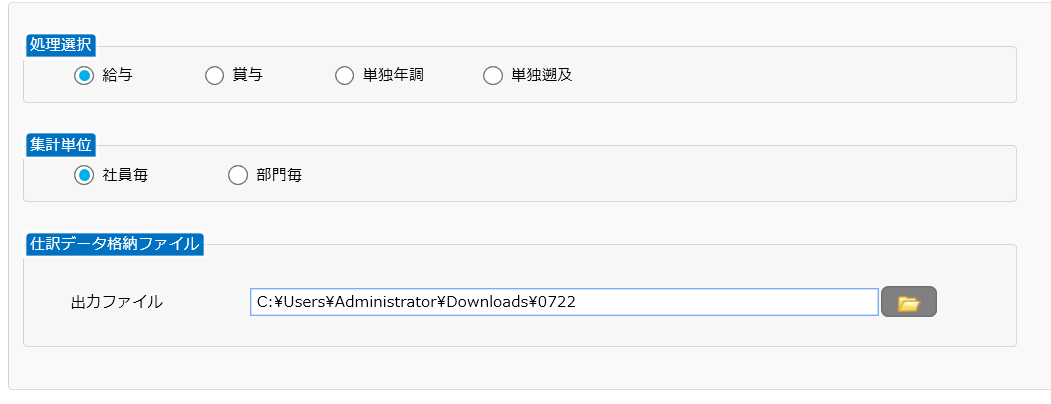 処理選択
給与 賞与 単独年調 単独遡及
集計単位
社員毎 部門毎
仕訳データ格納ファイル
出力ファイル C:¥Users¥Administrator¥Downloads¥0722